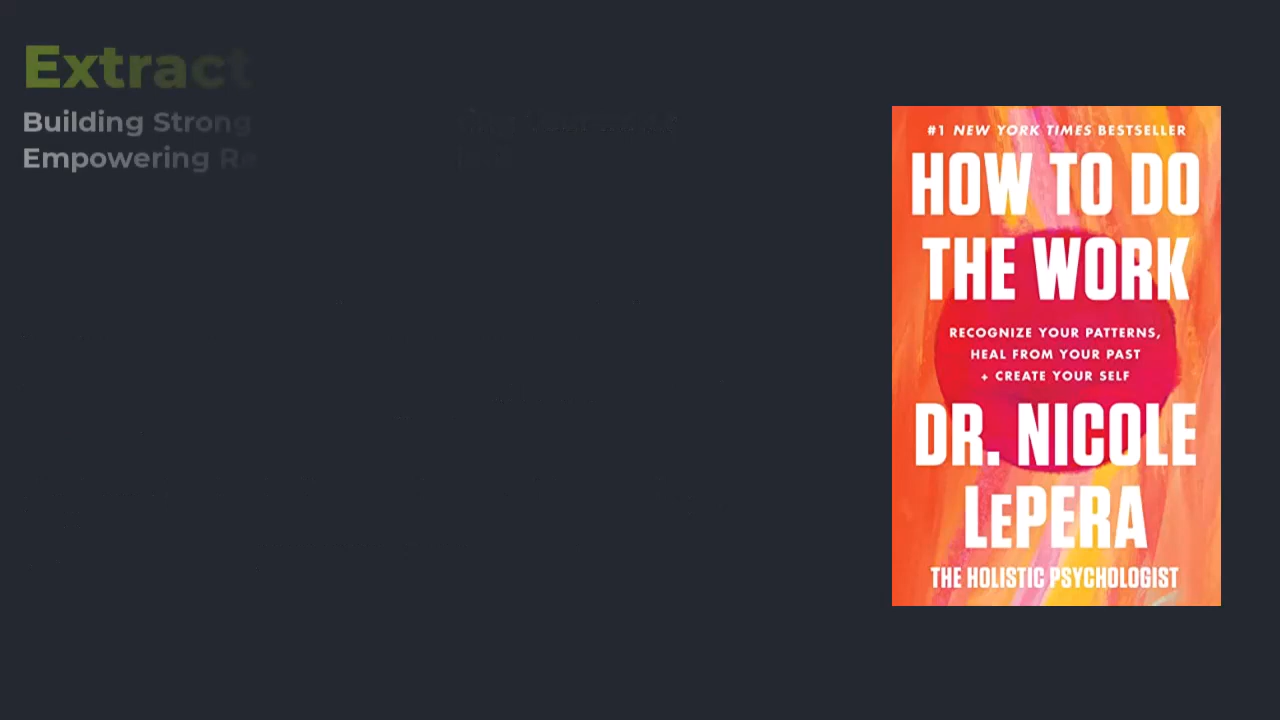 Extract
Building Strong
Empowering
#1 NEW YORK TIMES BESTSELLER
HOW TO DO
THE WORK
RECOGNIZE YOUR PATTERNS,
HEAL FROM YOUR PAST
+ CREATE YOUR SELF
DR. NICOLE
LEPERA
THE HOLISTIC PSYCHOLOGIST